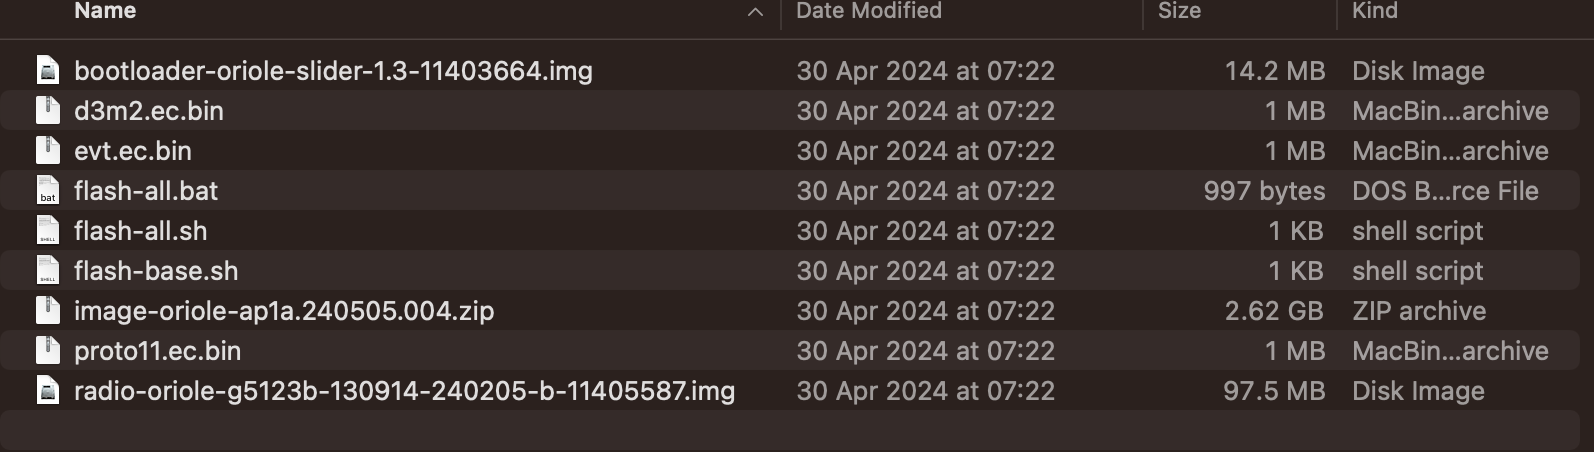 Name Date Modified Size Kind
bootloader-oriole-slider-1.3-11403664.img 30 Apr 2024 at 07:22 14.2 MB Disk Image
d3m2.ec.bin 30 Apr 2024 at 07:22 1 MB MacBin...archive
evt.ec.bin 30 Apr 2024 at 07:22 1 MB MacBin...archive
bat flash-all.bat 30 Apr 2024 at 07:22 997 bytes DOS B...rce File
SHELL flash-all.sh 30 Apr 2024 at 07:22 1 KB shell script
SHELL flash-base.sh 30 Apr 2024 at 07:22 1 KB shell script
image-oriole-ap1a.240505.004.zip 30 Apr 2024 at 07:22 2.62 GB ZIP archive
proto11.ec.bin 30 Apr 2024 at 07:22 1 MB MacBin...archive
radio-oriole-g5123b-130914-240205-b-11405587.img 30 Apr 2024 at 07:22 97.5 MB Disk Image